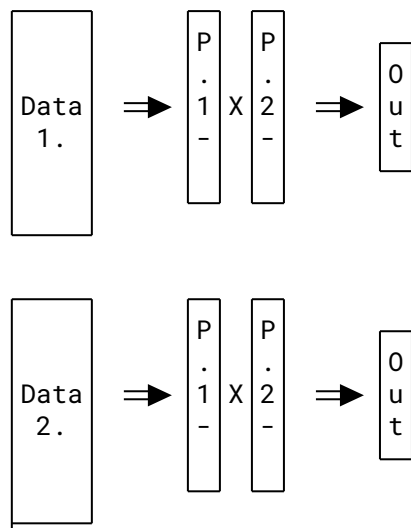 Data
1.
P
.
1
-
X
P
.
2
-
O
u
t
Data
2.
P
.
1
-
X
P
.
2
-
O
u
t